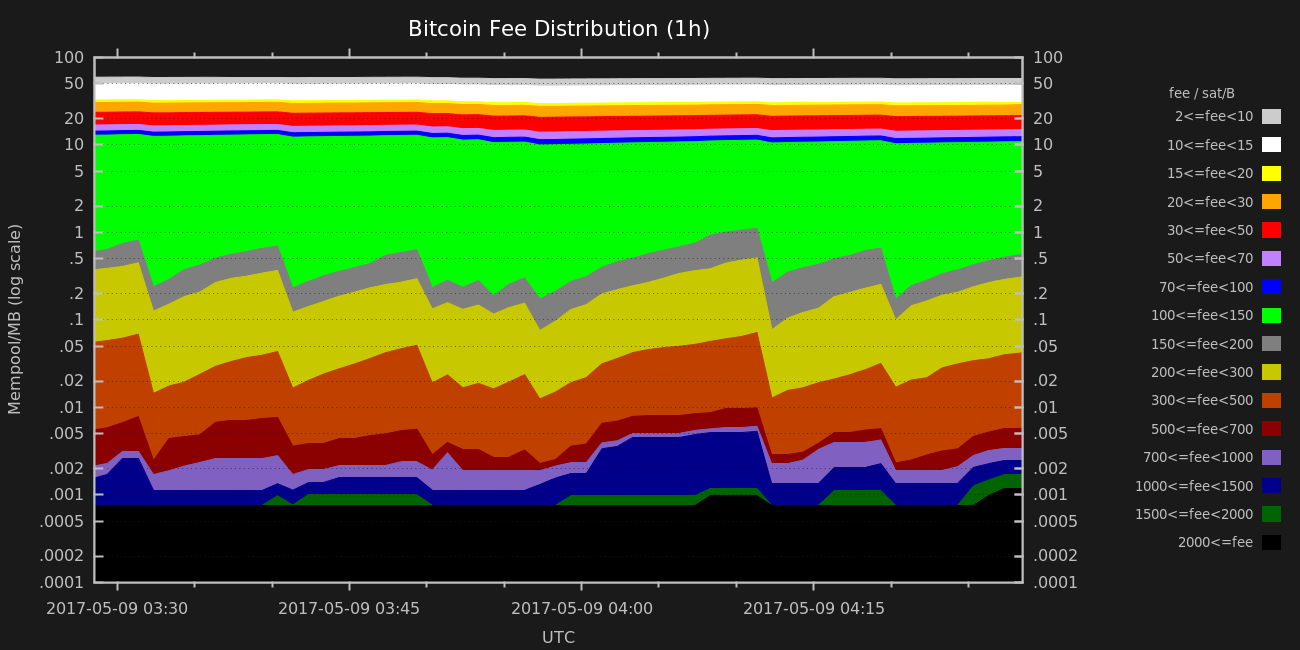 Bitcoin Fee Distribution (1h)
Mempool/MB (log scale)
100
50
20
10
5
2
1
.5
.2
.1
.05
.02
.01
.005
.002
.001
.0005
.0002
.0001
100
50
20
10
5
2
1
.5
.2
.1
.05
.02
.01
.005
.002
.001
.0005
.0002
.0001
2017-05-09 03:30
2017-05-09 03:45
2017-05-09 04:00
2017-05-09 04:15
UTC
fee / sat/B
2<=fee<10
10<=fee<15
15<=fee<20
20<=fee<30
30<=fee<50
50<=fee<70
70<=fee<100
100<=fee<150
150<=fee<200
200<=fee<300
300<=fee<500
500<=fee<700
700<=fee<1000
1000<=fee<1500
1500<=fee<2000
2000<=fee